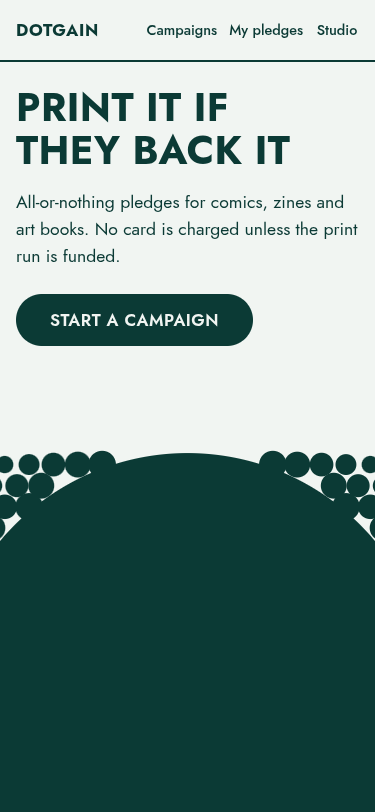 DOTGAIN
Campaigns My pledges Studio
PRINT IT IF
THEY BACK IT
All-or-nothing pledges for comics, zines and
art books. No card is charged unless the print
run is funded.
START A CAMPAIGN